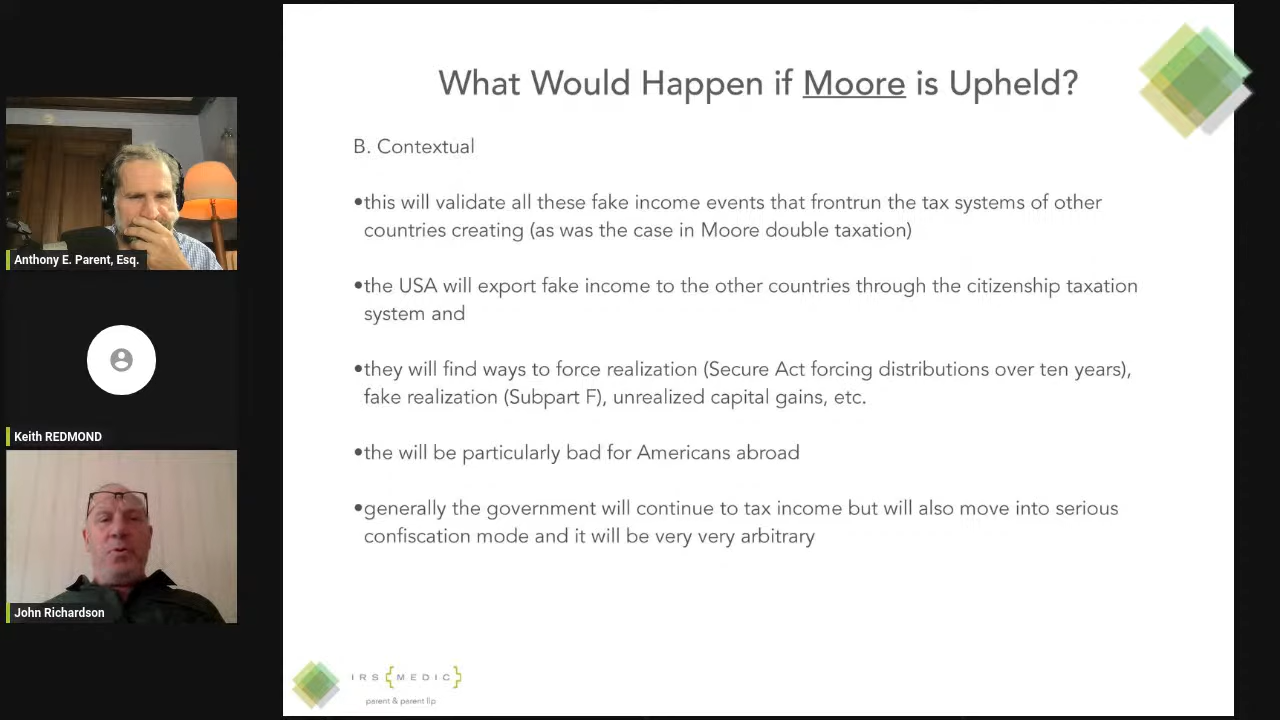 What Would Happen if Moore is Upheld?
B. Contextual
•this will validate all these fake income events that frontrun the tax systems of other
countries creating (as was the case in Moore double taxation)
•the USA will export fake income to the other countries through the citizenship taxation
system and
•they will find ways to force realization (Secure Act forcing distributions over ten years),
fake realization (Subpart F), unrealized capital gains, etc.
•the will be particularly bad for Americans abroad
•generally the government will continue to tax income but will also move into serious
confiscation mode and it will be very very arbitrary
Anthony E. Parent, Esq.
Keith REDMOND
John Richardson
IRS{MEDIC}
parent & parent llp